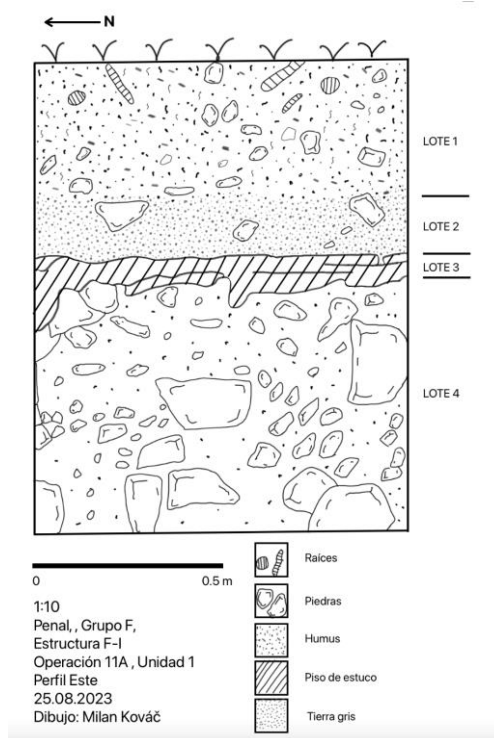 N
LOTE 1
LOTE 2
LOTE 3
LOTE 4
0 0.5 m
1:10
Penal, , Grupo F,
Estructura F-I
Operación 11A , Unidad 1
Perfil Este
25.08.2023
Dibujo: Milan Kováč
Raíces
Piedras
Humus
Piso de estuco
Tierra gris